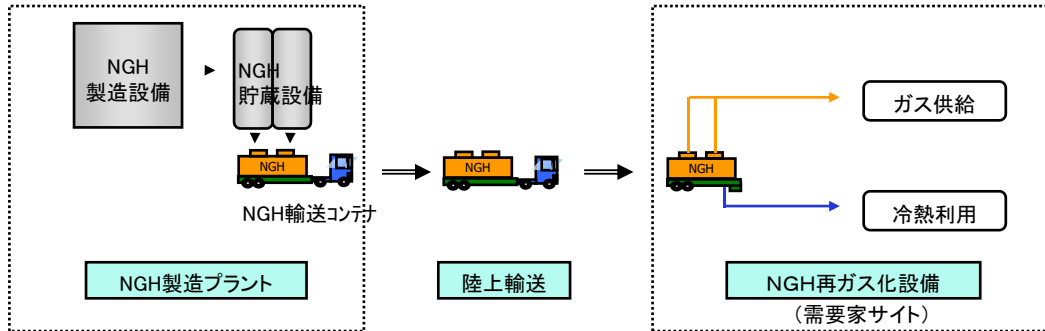 NGH
製造設備
NGH
貯蔵設備
NGH
NGH輸送コンテナ
NGH製造プラント
NGH
陸上輸送
NGH
ガス供給
冷熱利用
NGH再ガス化設備
(需要家サイト)